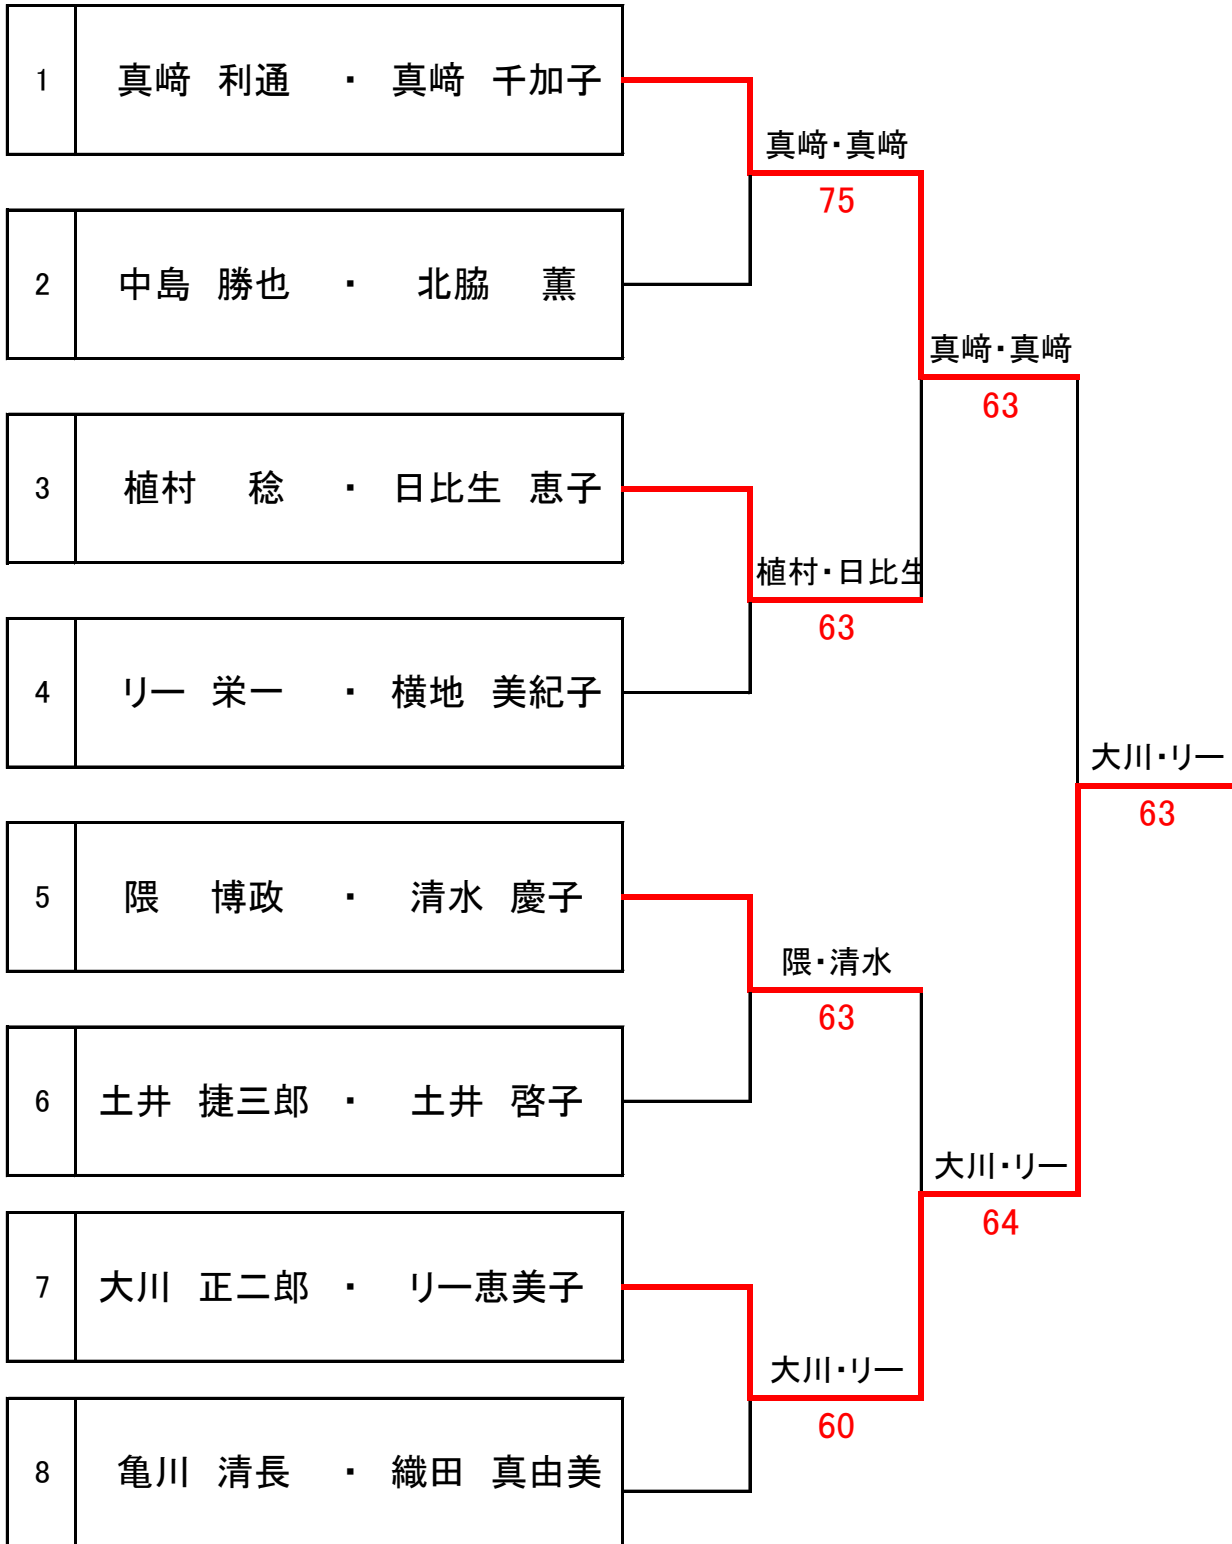 1 真﨑 利通 ・ 真﨑 千加子
真﨑・真﨑
75
2 中島 勝也 ・ 北脇 薫
真﨑・真﨑
63
3 植村 稔 ・ 日比生 恵子
植村・日比生
63
4 リー 栄一 ・ 横地 美紀子
大川・リー
63
5 隈 博政 ・ 清水 慶子
隈・清水
63
6 土井 捷三郎 ・ 土井 啓子
大川・リー
64
7 大川 正二郎 ・ リー恵美子
大川・リー
60
8 亀川 清長 ・ 織田 真由美